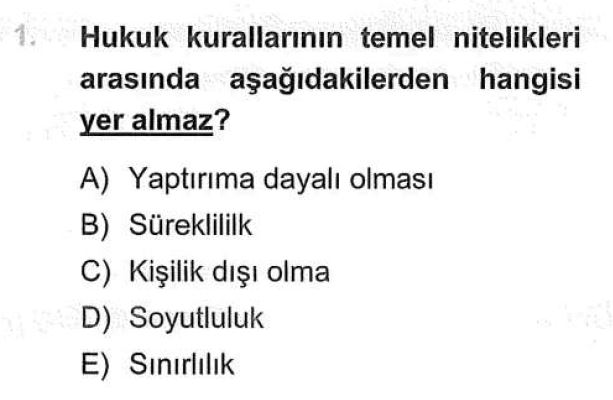 1. Hukuk kurallarının temel nitelikleri
arasında aşağıdakilerden hangisi
yer almaz?
A) Yaptırıma dayalı olması
B) Süreklililk
C) Kişilik dışı olma
D) Soyutluluk
E) Sınırlılık